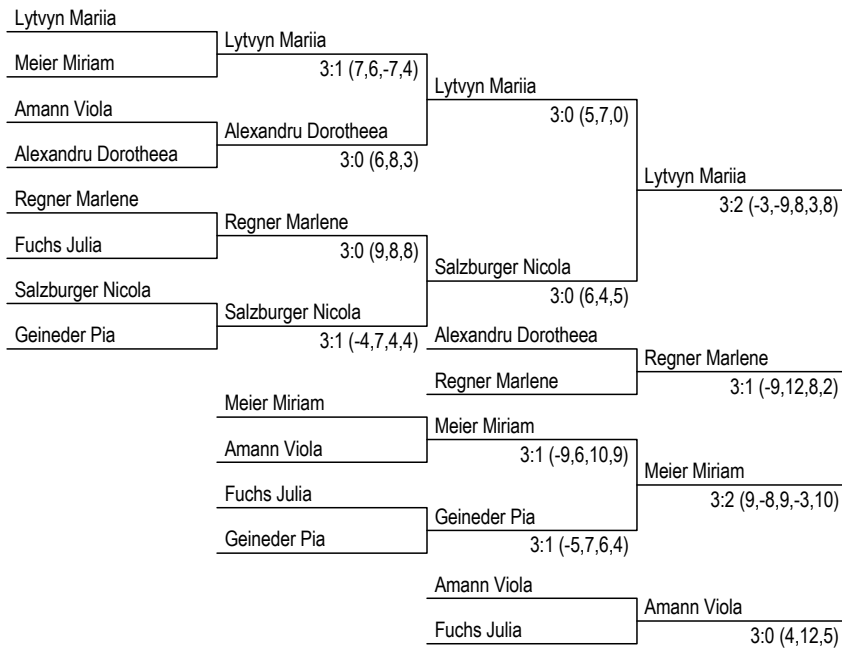 Lytvyn Mariia
Lytvyn Mariia
Meier Miriam
3:1 (7,6,-7,4)
Lytvyn Mariia
Amann Viola
3:0 (5,7,0)
Alexandru Dorotheea
Alexandru Dorotheea
3:0 (6,8,3)
Lytvyn Mariia
Regner Marlene
3:2 (-3,-9,8,3,8)
Regner Marlene
Fuchs Julia
3:0 (9,8,8)
Salzburger Nicola
Salzburger Nicola
3:0 (6,4,5)
Salzburger Nicola
Geineder Pia
3:1 (-4,7,4,4)
Alexandru Dorotheea
Regner Marlene
Regner Marlene
3:1 (-9,12,8,2)
Meier Miriam
Meier Miriam
Amann Viola
3:1 (-9,6,10,9)
Meier Miriam
Fuchs Julia
3:2 (9,-8,9,-3,10)
Geineder Pia
Geineder Pia
3:1 (-5,7,6,4)
Amann Viola
Amann Viola
Fuchs Julia
3:0 (4,12,5)